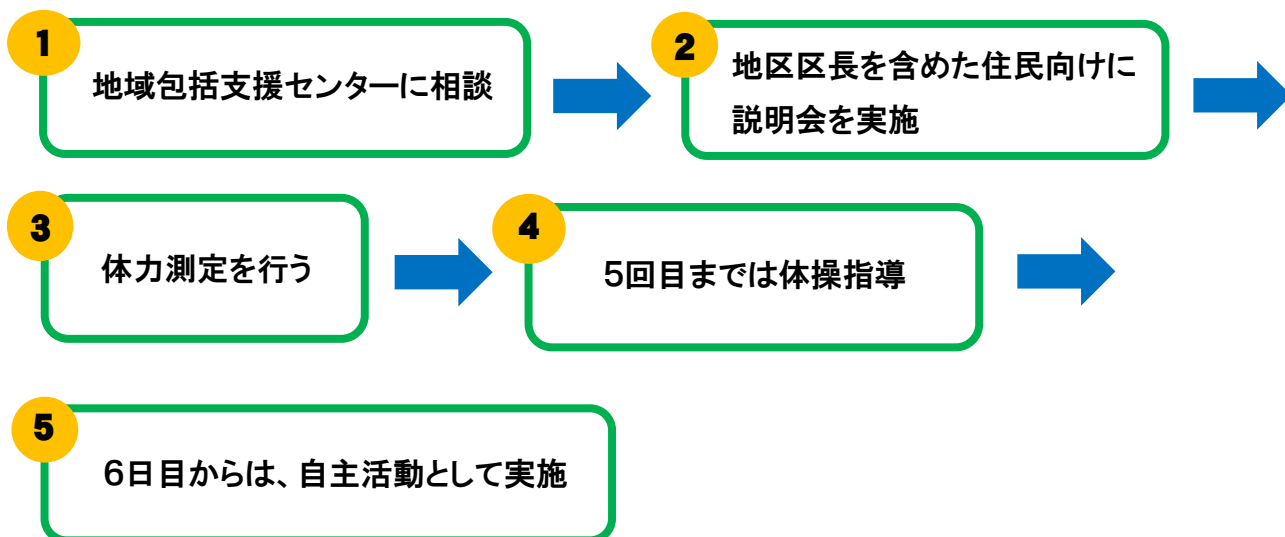 1
地域包括支援センターに相談
2
地区区長を含めた住民向けに
説明会を実施
3
体力測定を行う
4
5回目までは体操指導
5
6日目からは、自主活動として実施